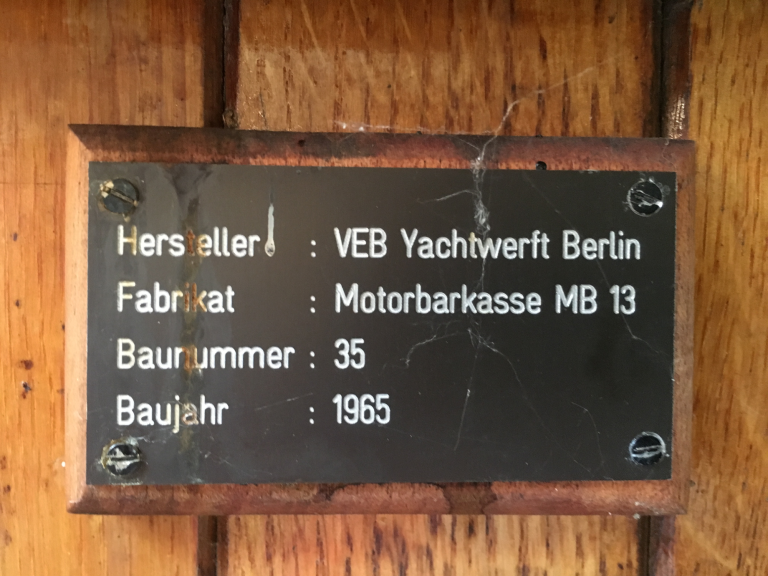 Hersteller : VEB Yachtwerft Berlin
Fabrikat : Motorbarkasse MB 13
Baunummer : 35
Baujahr : 1965